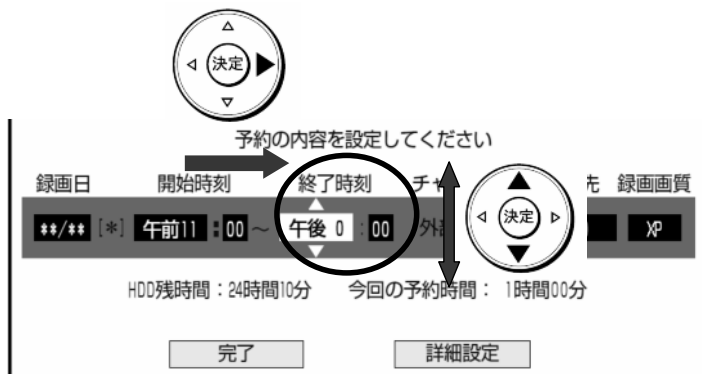 決定
予約の内容を設定してください
録画日 開始時刻 終了時刻 チャ 先 録画画質
**/** [*] 午前11:00~ 午後 0:00 外 XP
決定
HDD残時間:24時間10分 今回の予約時間: 1時間00分
完了 詳細設定